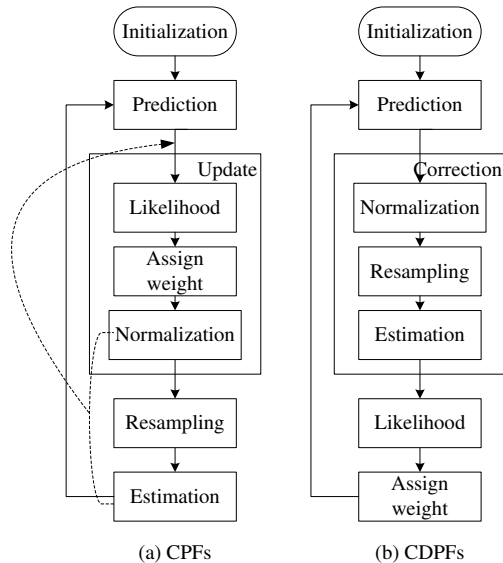 Initialization
Prediction
Update
Likelihood
Assign
weight
Normalization
Resampling
Estimation
(a) CPFs
Initialization
Prediction
Correction
Normalization
Resampling
Estimation
Likelihood
Assign
weight
(b) CDPFs